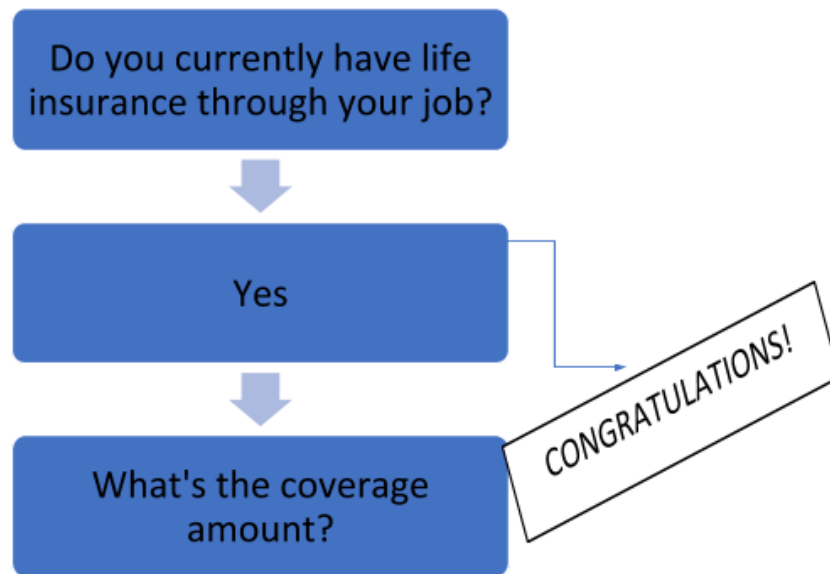 Do you currently have life
insurance through your job?
Yes
CONGRATULATIONS!
What's the coverage
amount?